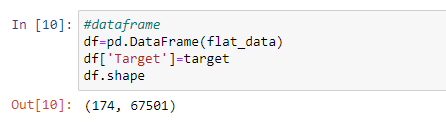 In [10]: #dataframe
df=pd.DataFrame(flat_data)
df['Target']=target
df.shape
Out[10]: (174, 67501)